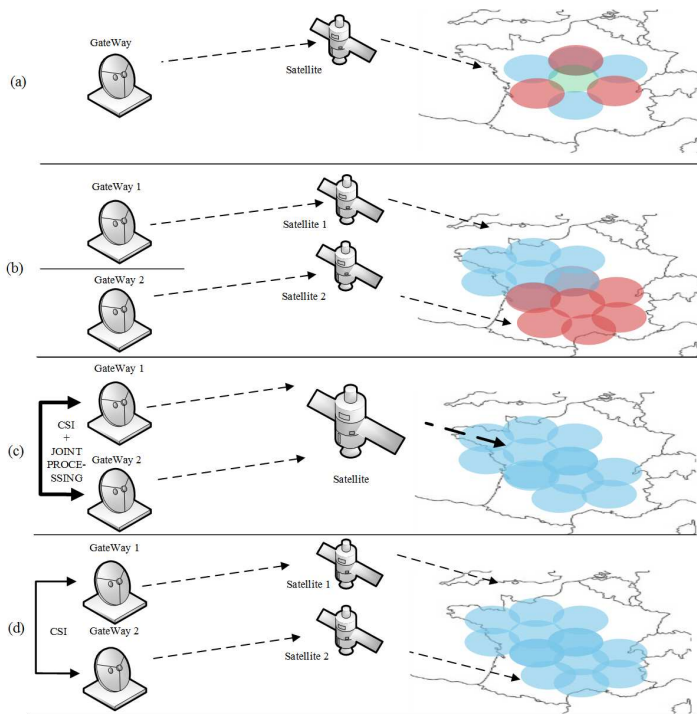 (a)
GateWay
Satellite
(b)
GateWay 1
Satellite 1
GateWay 2
Satellite 2
(c)
GateWay 1
CSI
+
JOINT
PROCE-
SSING
GateWay 2
Satellite
(d)
GateWay 1
Satellite 1
CSI
GateWay 2
Satellite 2